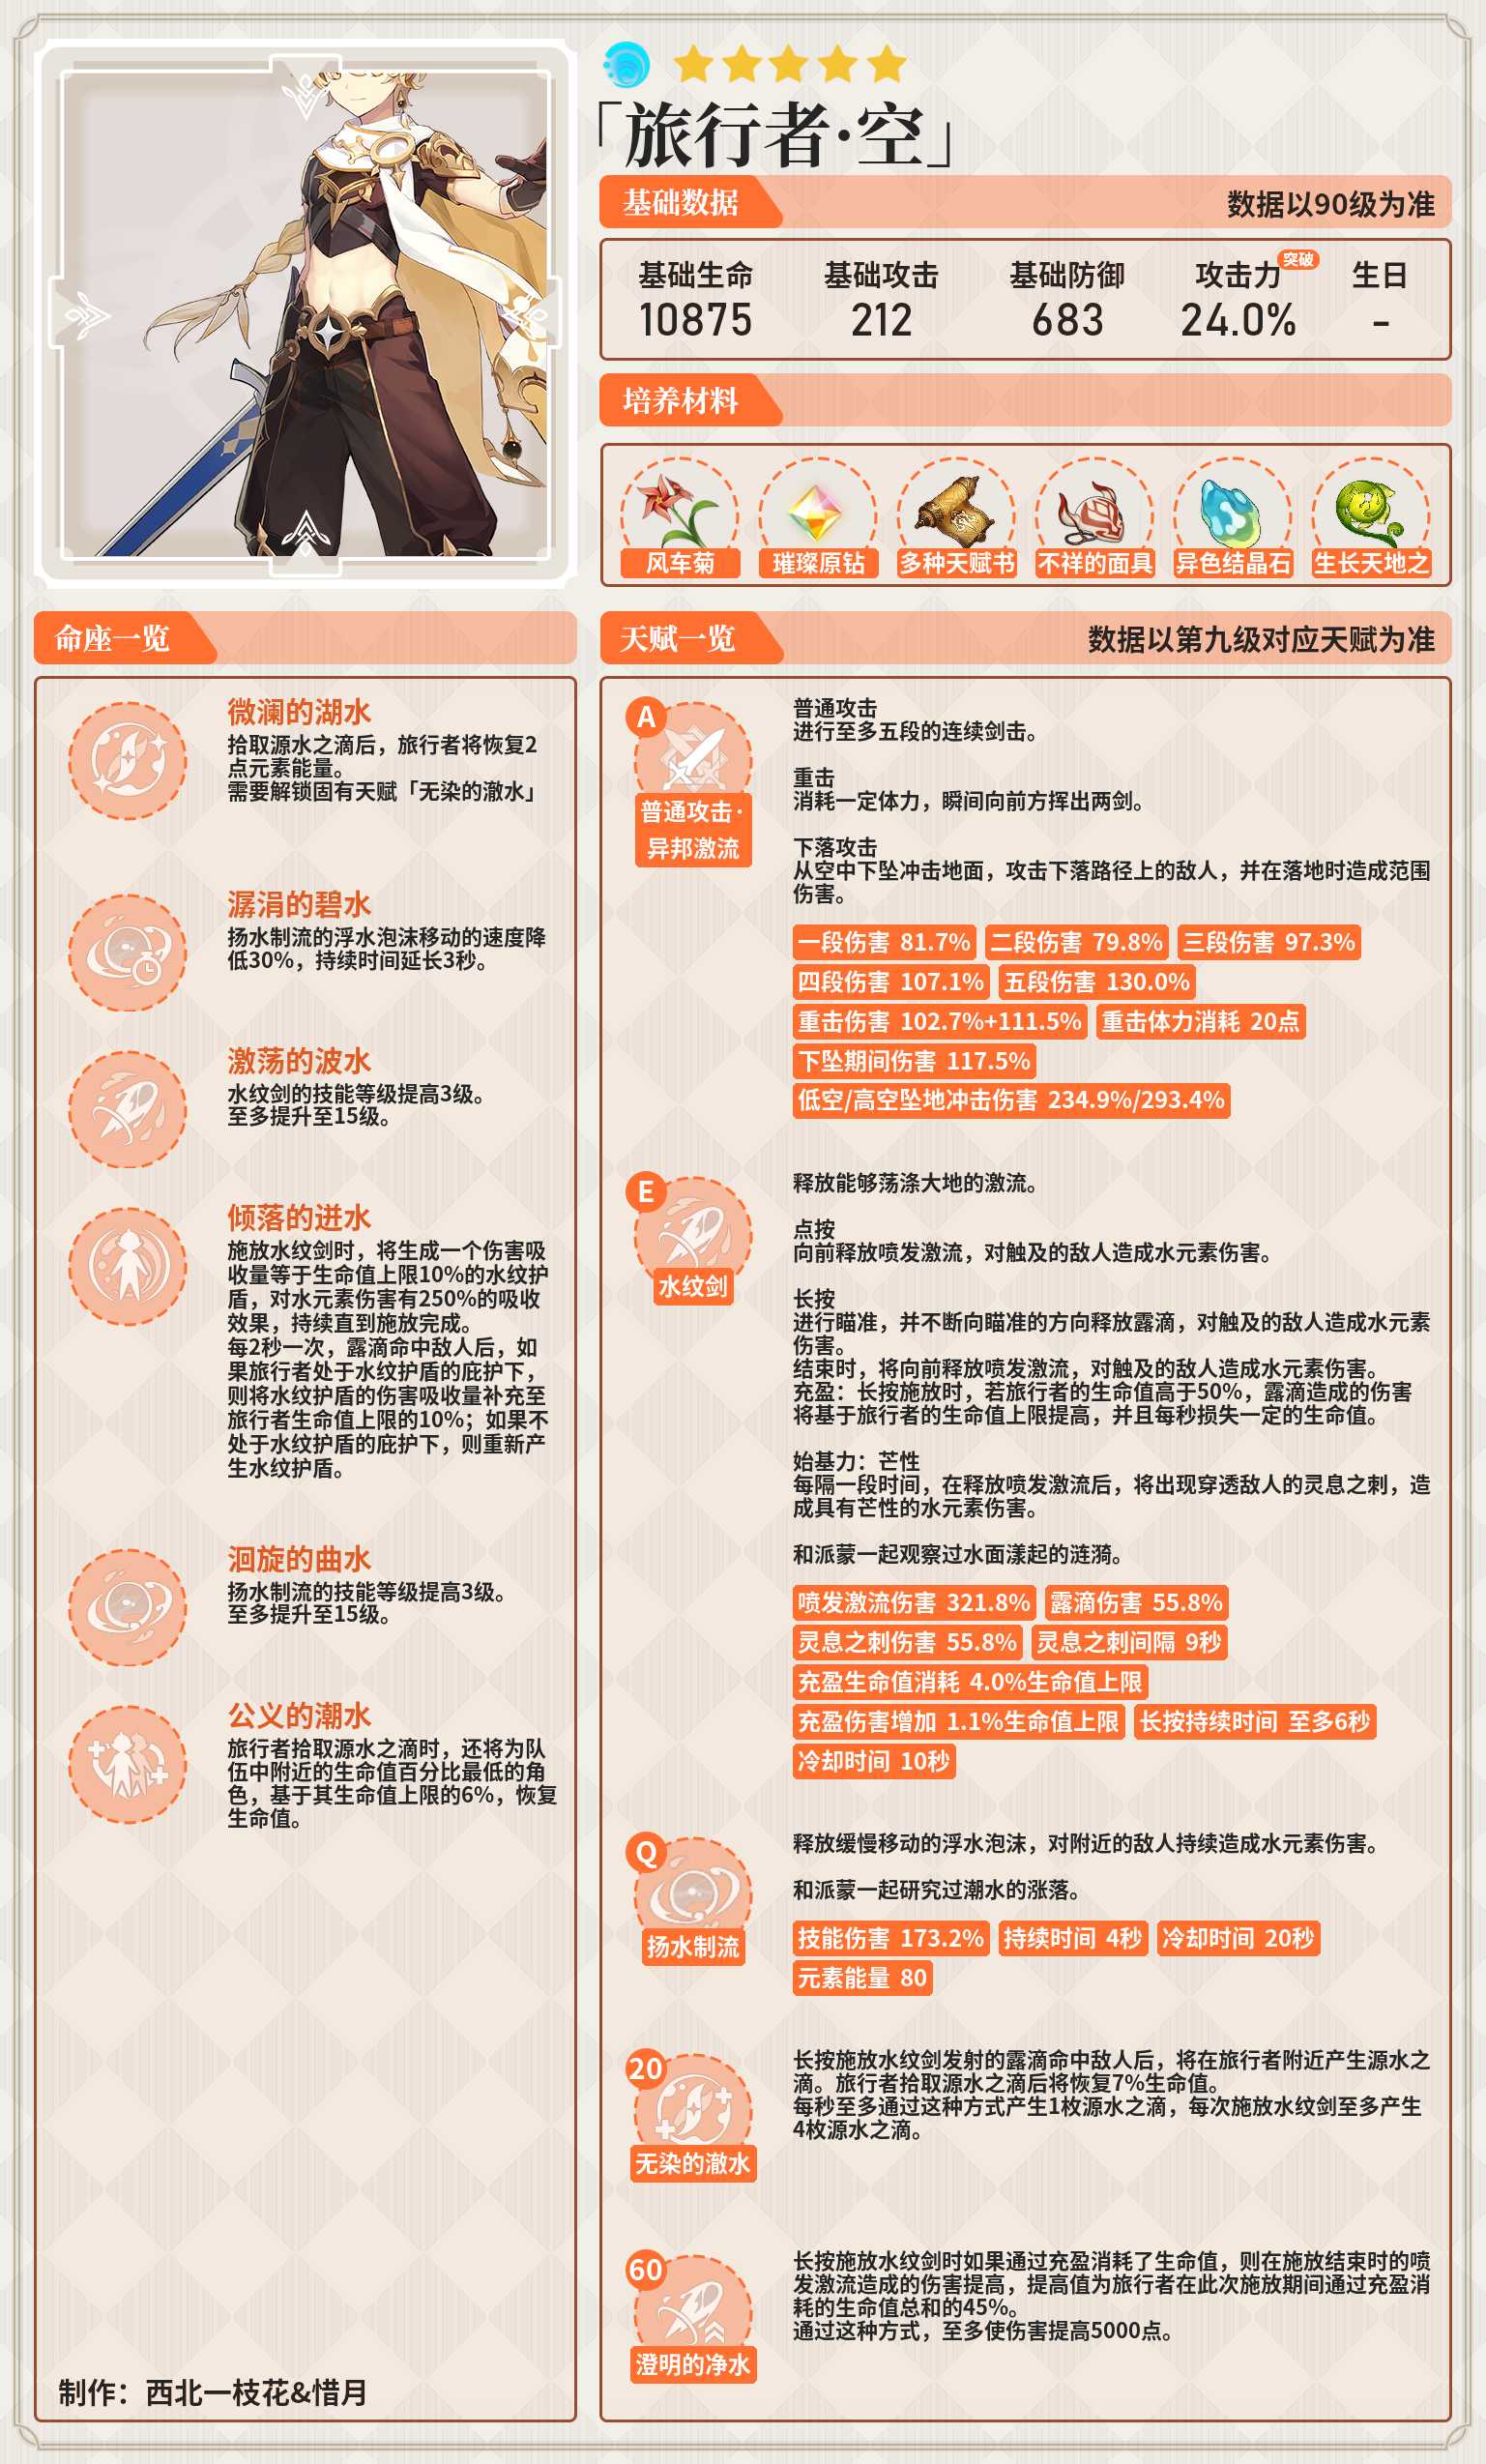 「旅行者·空」
基础数据
数据以90级为准
基础生命
基础攻击
基础防御
攻击力
突破
生日
10875
212
683
24.0%
-
培养材料
风车菊
璀璨原钻
多种天赋书
不祥的面具
异色结晶石
生长天地之
命座一览
微澜的湖水
拾取源水之滴后，旅行者将恢复2
点元素能量。
需要解锁固有天赋「无染的澈水」
潺涓的碧水
扬水制流的浮水泡沫移动的速度降
低30%，持续时间延长3秒。
激荡的波水
水纹剑的技能等级提高3级。
至多提升至15级。
倾落的迸水
施放水纹剑时，将生成一个伤害吸
收量等于生命值上限10%的水纹护
盾，对水元素伤害有250%的吸收
效果，持续直到施放完成。
每2秒一次，露滴命中敌人后，如
果旅行者处于水纹护盾的庇护下，
则将水纹护盾的伤害吸收量补充至
旅行者生命值上限的10%；如果不
处于水纹护盾的庇护下，则重新产
生水纹护盾。
洄旋的曲水
扬水制流的技能等级提高3级。
至多提升至15级。
公义的潮水
旅行者拾取源水之滴时，还将为队
伍中附近的生命值百分比最低的角
色，基于其生命值上限的6%，恢复
生命值。
制作：西北一枝花&惜月
天赋一览
数据以第九级对应天赋为准
A
普通攻击·
异邦激流
普通攻击
进行至多五段的连续剑击。
重击
消耗一定体力，瞬间向前方挥出两剑。
下落攻击
从空中下坠冲击地面，攻击下落路径上的敌人，并在落地时造成范围
伤害。
一段伤害 81.7% 二段伤害 79.8% 三段伤害 97.3%
四段伤害 107.1% 五段伤害 130.0%
重击伤害 102.7%+111.5% 重击体力消耗 20点
下坠期间伤害 117.5%
低空/高空坠地冲击伤害 234.9%/293.4%
E
水纹剑
释放能够荡涤大地的激流。
点按
向前释放喷发激流，对触及的敌人造成水元素伤害。
长按
进行瞄准，并不断向瞄准的方向释放露滴，对触及的敌人造成水元素
伤害。
结束时，将向前释放喷发激流，对触及的敌人造成水元素伤害。
充盈：长按施放时，若旅行者的生命值高于50%，露滴造成的伤害
将基于旅行者的生命值上限提高，并且每秒损失一定的生命值。
始基力：芒性
每隔一段时间，在释放喷发激流后，将出现穿透敌人的灵息之刺，造
成具有芒性的水元素伤害。
和派蒙一起观察过水面漾起的涟漪。
喷发激流伤害 321.8% 露滴伤害 55.8%
灵息之刺伤害 55.8% 灵息之刺间隔 9秒
充盈生命值消耗 4.0%生命值上限
充盈伤害增加 1.1%生命值上限 长按持续时间 至多6秒
冷却时间 10秒
Q
扬水制流
释放缓慢移动的浮水泡沫，对附近的敌人持续造成水元素伤害。
和派蒙一起研究过潮水的涨落。
技能伤害 173.2% 持续时间 4秒 冷却时间 20秒
元素能量 80
20
无染的澈水
长按施放水纹剑发射的露滴命中敌人后，将在旅行者附近产生源水之
滴。旅行者拾取源水之滴后将恢复7%生命值。
每秒至多通过这种方式产生1枚源水之滴，每次施放水纹剑至多产生
4枚源水之滴。
60
澄明的净水
长按施放水纹剑时如果通过充盈消耗了生命值，则在施放结束时的喷
发激流造成的伤害提高，提高值为旅行者在此次施放期间通过充盈消
耗的生命值总和的45%。
通过这种方式，至多使伤害提高5000点。